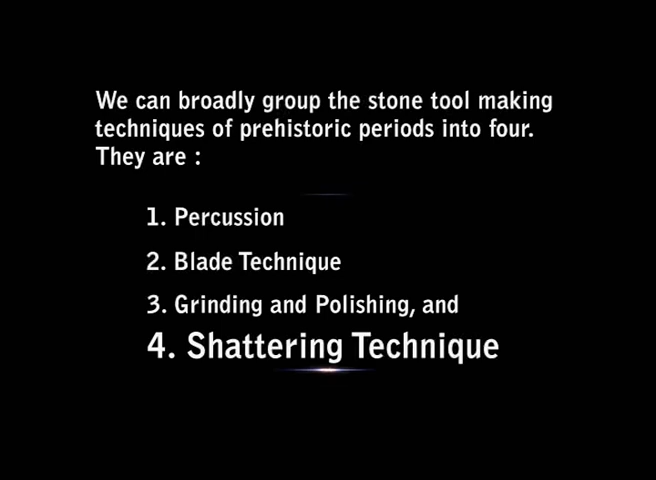 We can broadly group the stone tool making
techniques of prehistoric periods into four.
They are :
1. Percussion
2. Blade Technique
3. Grinding and Polishing, and
4. Shattering Technique